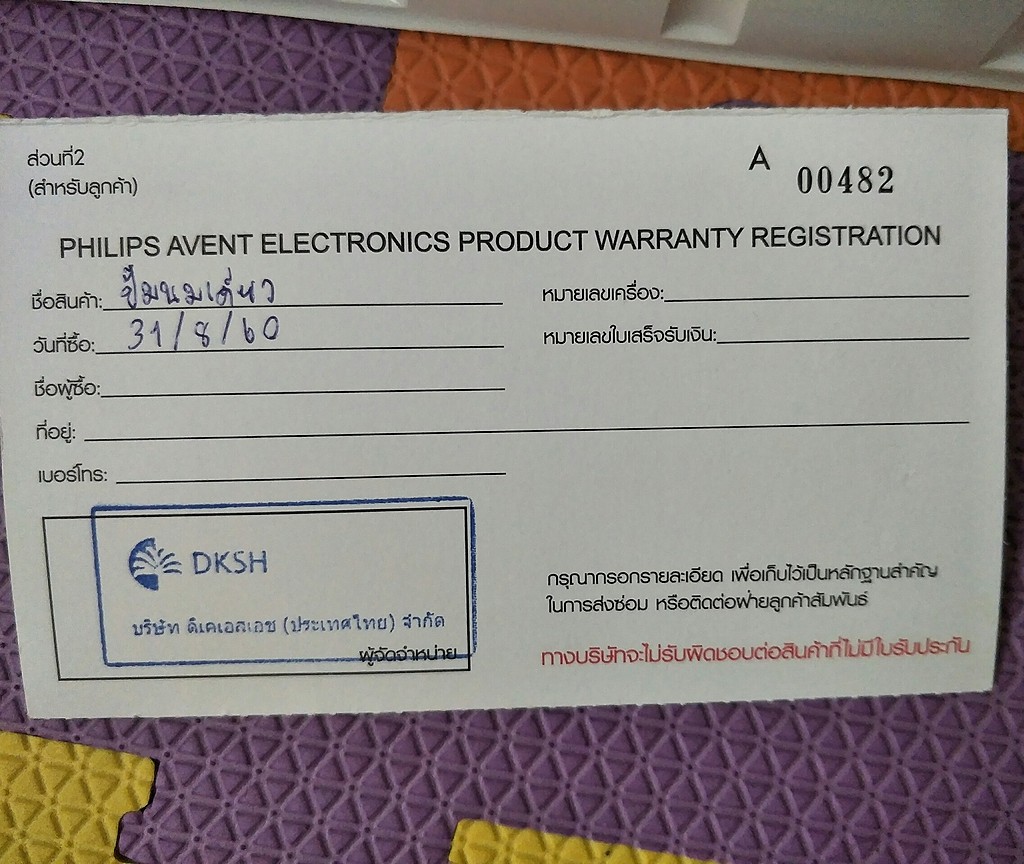 ส่วนที่2
(สำหรับลูกค้า)
A 00482
PHILIPS AVENT ELECTRONICS PRODUCT WARRANTY REGISTRATION
ชื่อสินค้า: ปั๊มนมเดี่ยว
หมายเลขเครื่อง:
วันที่ซื้อ: 31/8/60
หมายเลขใบเสร็จรับเงิน:
ชื่อผู้ซื้อ:
ที่อยู่:
เบอร์โทร:
DKSH
บริษัท ดีเคเอสเอช (ประเทศไทย) จำกัด
ผู้จัดจำหน่าย
กรุณากรอกรายละเอียด เพื่อเก็บไว้เป็นหลักฐานสำคัญ
ในการส่งซ่อม หรือติดต่อฝ่ายลูกค้าสัมพันธ์
ทางบริษัทจะไม่รับผิดชอบต่อสินค้าที่ไม่มีใบรับประกัน